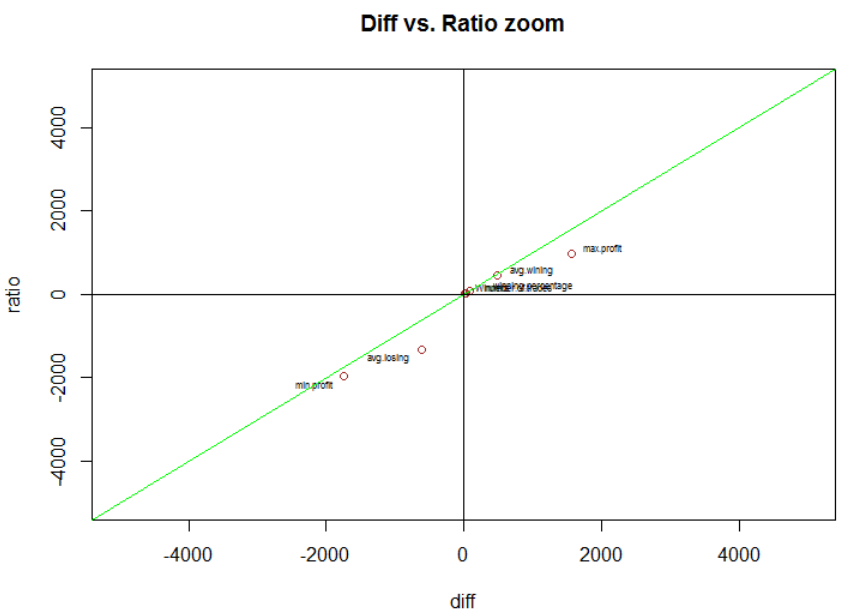 Diff vs. Ratio zoom
4000
2000
0
-2000
-4000
ratio
max.profit
avg.wining
winning.percentage
avg.losing
min.profit
-4000
-2000
0
2000
4000
diff